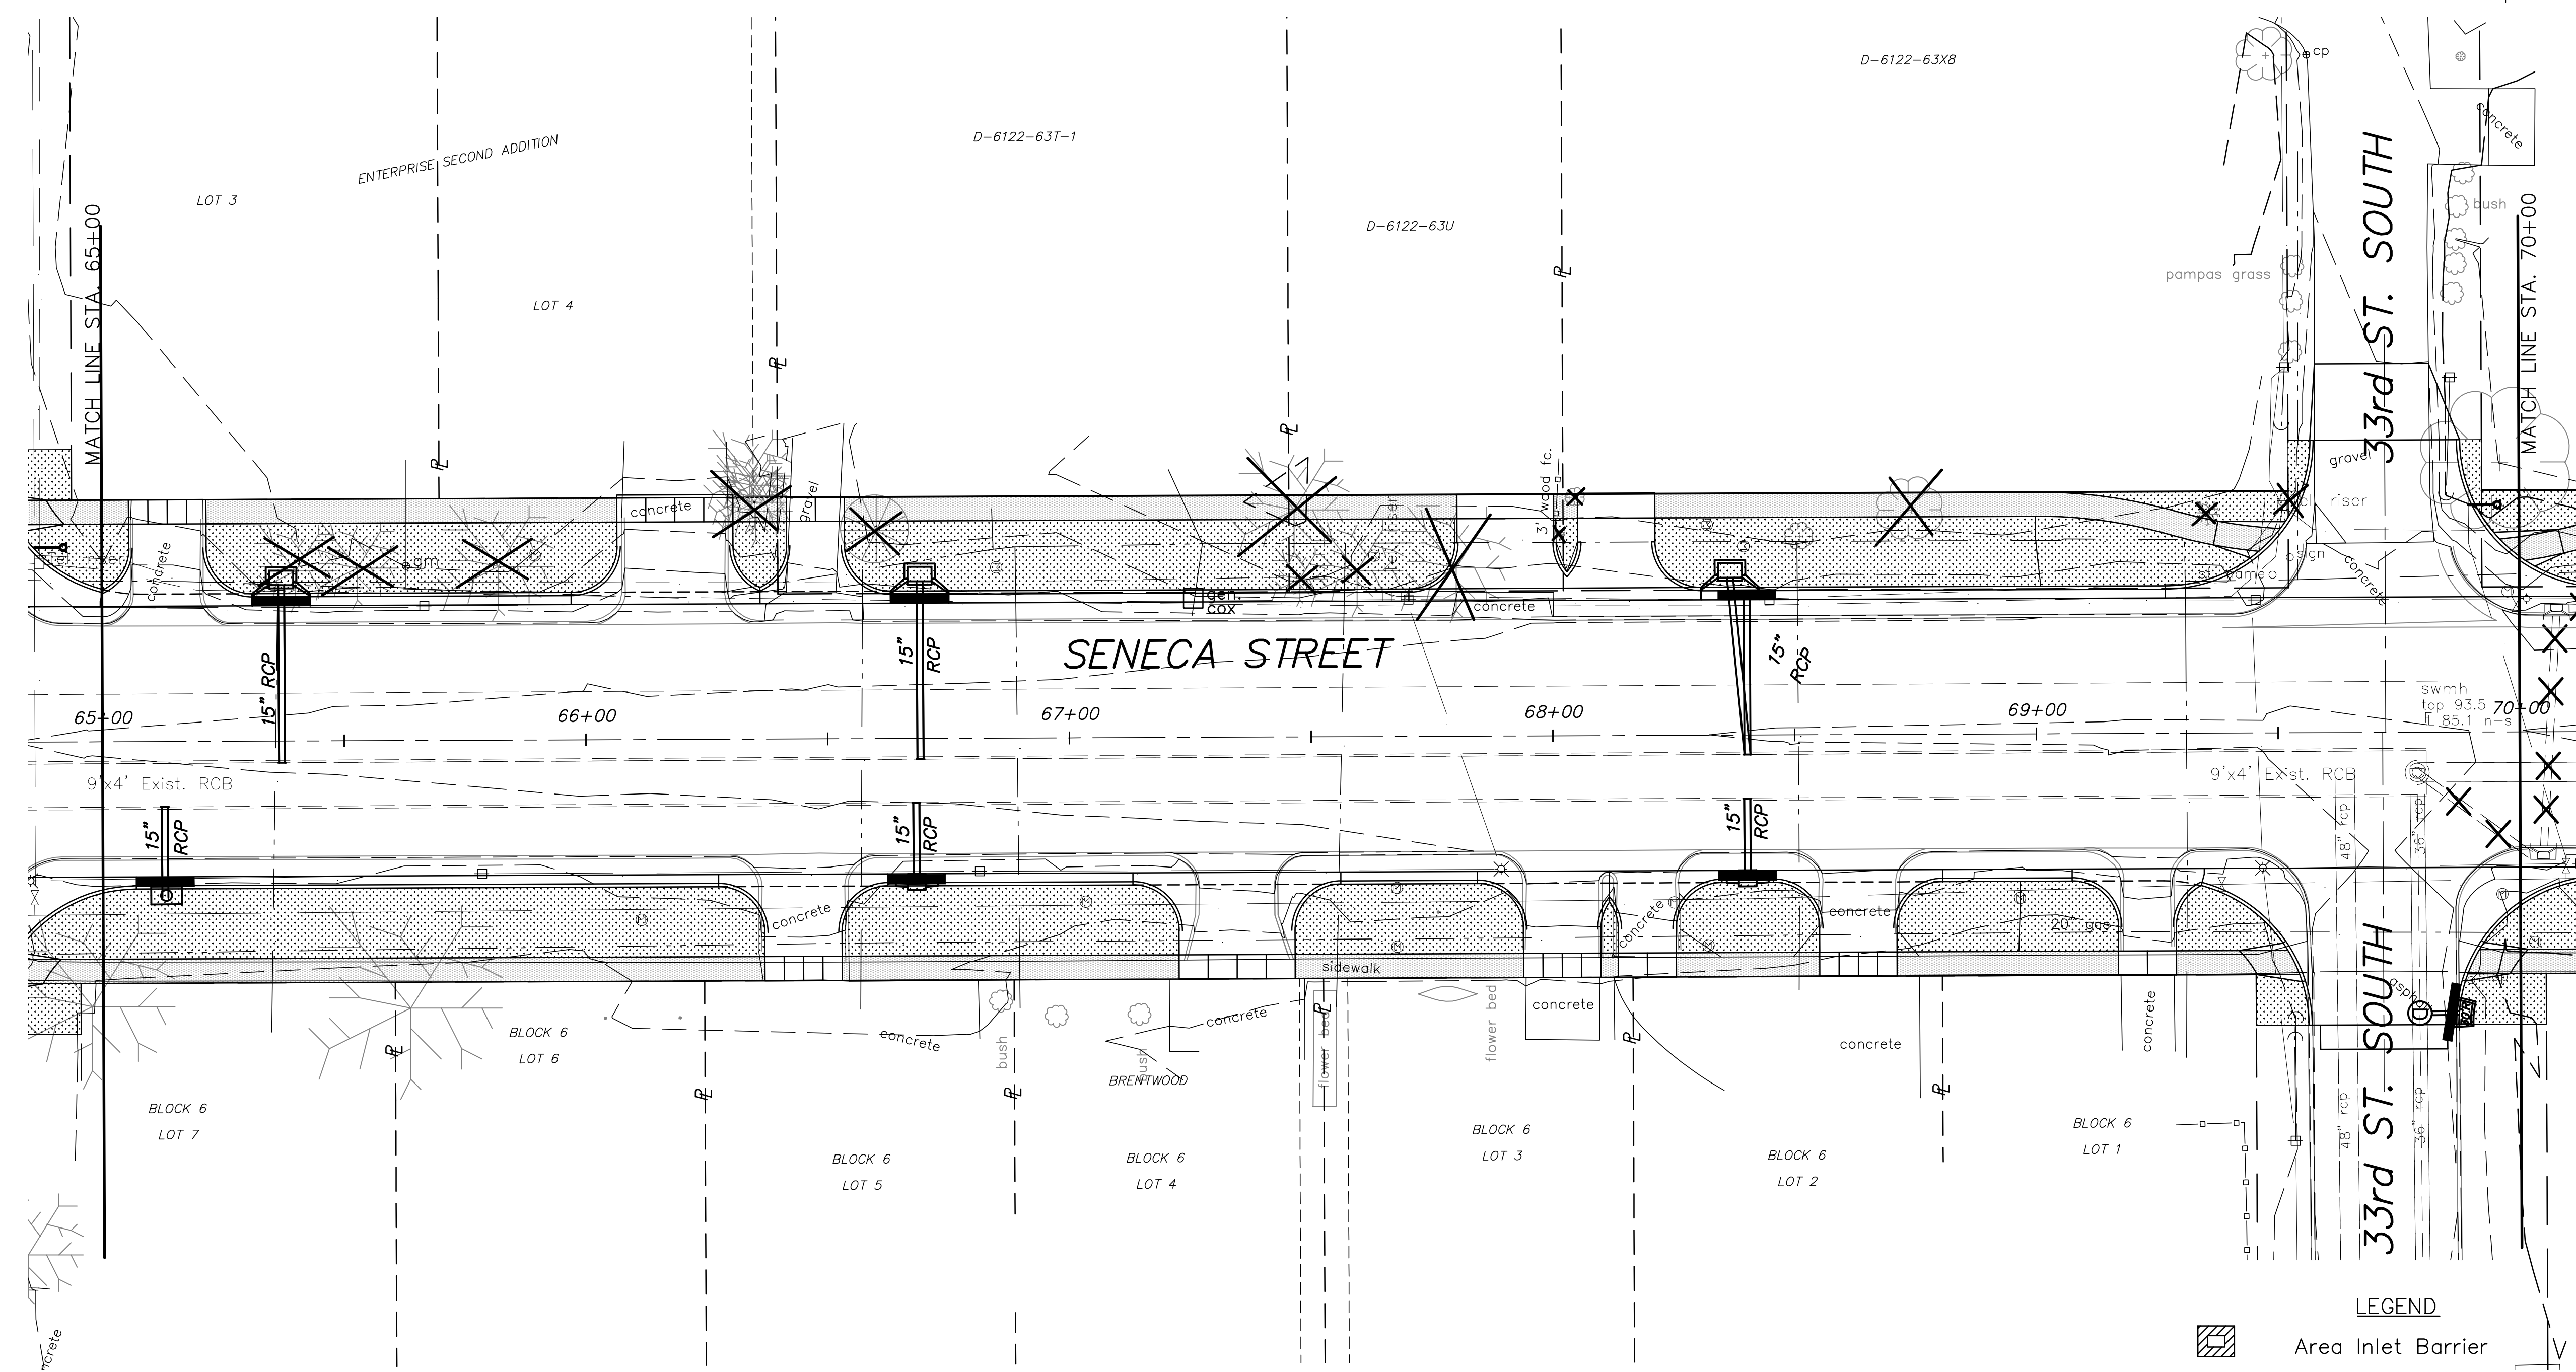 cp
D-6122-63X8
D-6122-63T-1
ENTERPRISE SECOND ADDITION
concrete
LOT 3
D-6122-63U
bush
pampas grass
LOT 4
MATCH LINE STA. 65+00
33rd ST. SOUTH
MATCH LINE STA. 70+00
℄
℄
℄
℄
3' wood fc.
gravel
concrete
gravel
riser
riser
concrete
gm
sign
concrete
gen.
cox
concrete
SENECA STREET
15" RCP
15"
RCP
15"
RCP
swmh
top 93.5
℄ 85.1 n-s
65+00
66+00
67+00
68+00
69+00
70+00
9'x4' Exist. RCB
9'x4' Exist. RCB
15"
RCP
15"
RCP
15"
RCP
48" rcp
36" rcp
concrete
concrete
concrete
20" gas
sidewalk
asphalt
concrete
concrete
concrete
concrete
concrete
BLOCK 6
LOT 6
bush
bush
flower bed
flower bed
BRENTWOOD
BLOCK 6
LOT 7
BLOCK 6
LOT 5
BLOCK 6
LOT 4
BLOCK 6
LOT 3
BLOCK 6
LOT 2
BLOCK 6
LOT 1
48" rcp
36" rcp
33rd ST. SOUTH
LEGEND
Area Inlet Barrier